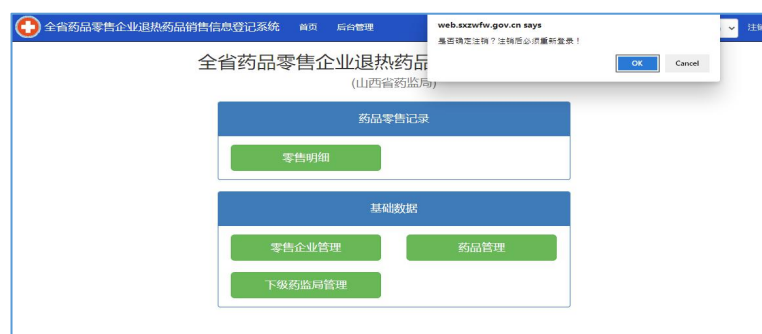 全省药品零售企业退热药品销售信息登记系统 首页 后台管理
web.sxzwfw.gov.cn says
是否确定注销？注销后必须重新登录！
OK Cancel
全省药品零售企业退热药品
(山西省药监局)
药品零售记录
零售明细
基础数据
零售企业管理 药品管理
下级药监局管理